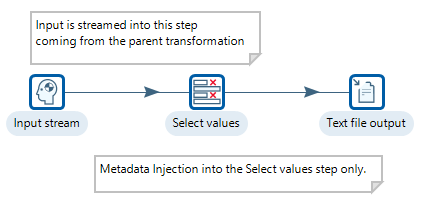 Input is streamed into this step
coming from the parent transformation
Input stream
Select values
Text file output
Metadata Injection into the Select values step only.